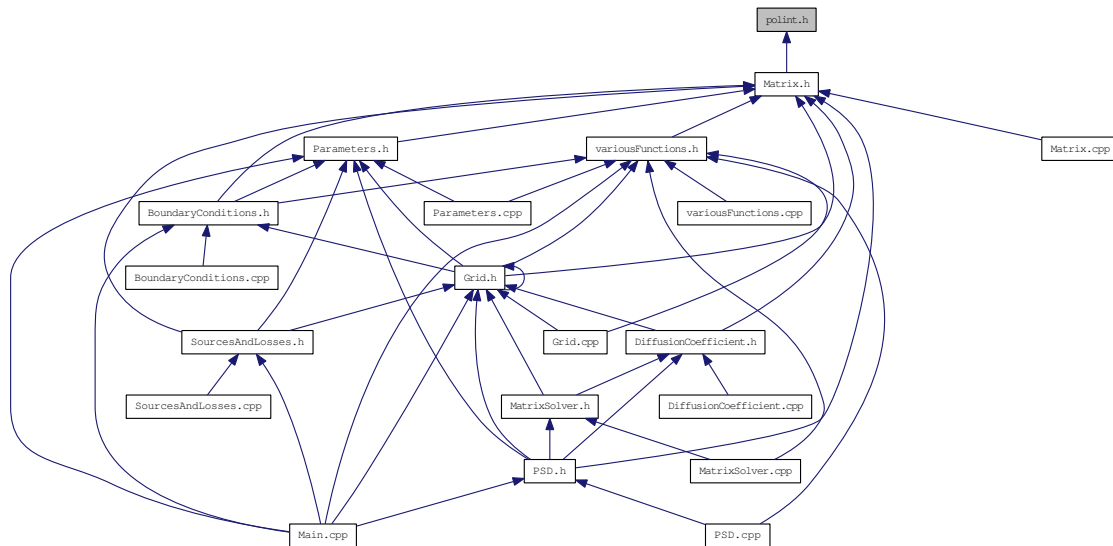 polint.h
Matrix.h
Parameters.h
variousFunctions.h
Matrix.cpp
BoundaryConditions.h
Parameters.cpp
variousFunctions.cpp
BoundaryConditions.cpp
Grid.h
SourcesAndLosses.h
Grid.cpp
DiffusionCoefficient.h
SourcesAndLosses.cpp
MatrixSolver.h
DiffusionCoefficient.cpp
PSD.h
MatrixSolver.cpp
Main.cpp
PSD.cpp